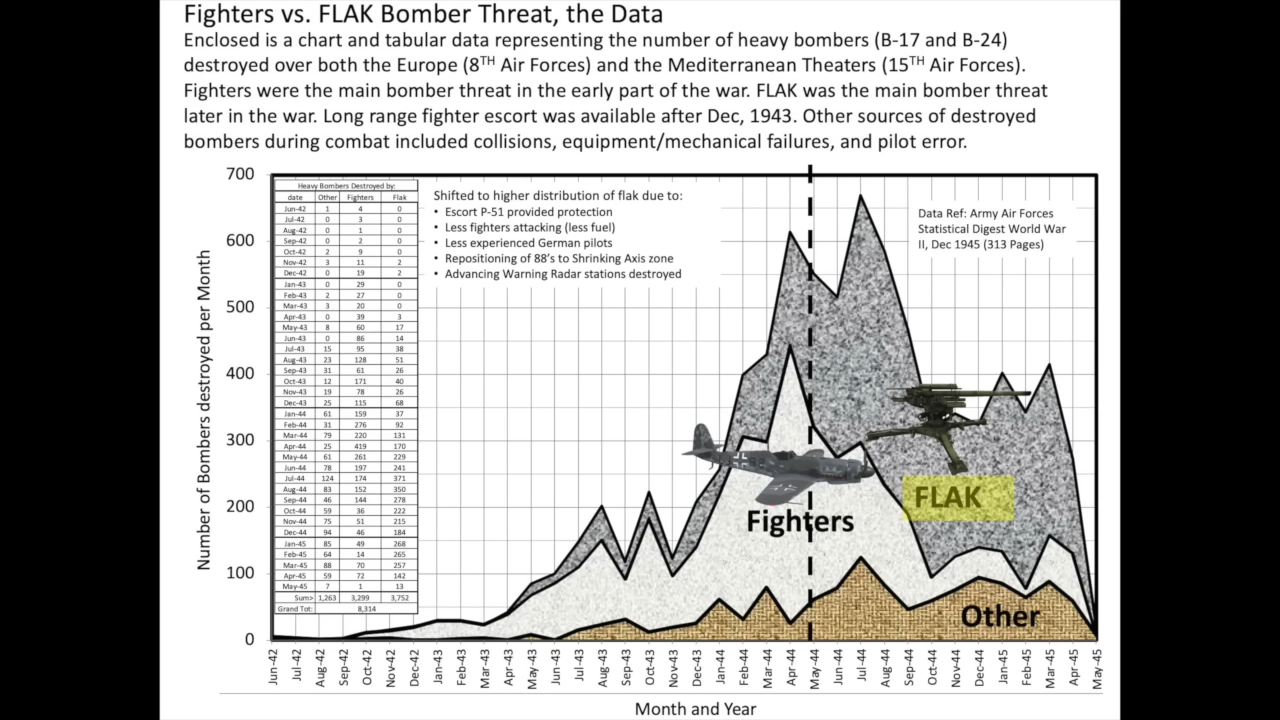 Fighters vs. FLAK Bomber Threat, the Data
Enclosed is a chart and tabular data representing the number of heavy bombers (B-17 and B-24)
destroyed over both the Europe (8TH Air Forces) and the Mediterranean Theaters (15TH Air Forces).
Fighters were the main bomber threat in the early part of the war. FLAK was the main bomber threat
later in the war. Long range fighter escort was available after Dec, 1943. Other sources of destroyed
bombers during combat included collisions, equipment/mechanical failures, and pilot error.
Number of Bombers destroyed per Month
700
600
500
400
300
200
100
0
Heavy Bombers Destroyed by:
date Other Fighters Flak
Jun-42 1 4 0
Jul-42 0 3 0
Aug-42 0 1 0
Sep-42 0 2 0
Oct-42 2 9 0
Nov-42 3 11 2
Dec-42 0 19 2
Jan-43 0 29 0
Feb-43 2 27 0
Mar-43 3 20 0
Apr-43 0 39 3
May-43 8 60 17
Jun-43 0 86 14
Jul-43 15 95 38
Aug-43 23 128 51
Sep-43 31 61 26
Oct-43 12 171 40
Nov-43 19 78 26
Dec-43 25 115 68
Jan-44 61 159 37
Feb-44 31 276 92
Mar-44 79 220 131
Apr-44 25 419 170
May-44 61 261 229
Jun-44 78 197 241
Jul-44 124 174 371
Aug-44 83 152 350
Sep-44 46 144 278
Oct-44 59 36 222
Nov-44 75 51 215
Dec-44 94 46 184
Jan-45 85 49 268
Feb-45 64 14 265
Mar-45 88 70 257
Apr-45 59 72 142
May-45 7 1 13
Sum> 1,263 3,299 3,752
Grand Tot: 8,314
Shifted to higher distribution of flak due to:
• Escort P-51 provided protection
• Less fighters attacking (less fuel)
• Less experienced German pilots
• Repositioning of 88's to Shrinking Axis zone
• Advancing Warning Radar stations destroyed
Data Ref: Army Air Forces
Statistical Digest World War
II, Dec 1945 (313 Pages)
FLAK
Fighters
Other
Jun-42
Jul-42
Aug-42
Sep-42
Oct-42
Nov-42
Dec-42
Jan-43
Feb-43
Mar-43
Apr-43
May-43
Jun-43
Jul-43
Aug-43
Sep-43
Oct-43
Nov-43
Dec-43
Jan-44
Feb-44
Mar-44
Apr-44
May-44
Jun-44
Jul-44
Aug-44
Sep-44
Oct-44
Nov-44
Dec-44
Jan-45
Feb-45
Mar-45
Apr-45
May-45
Month and Year